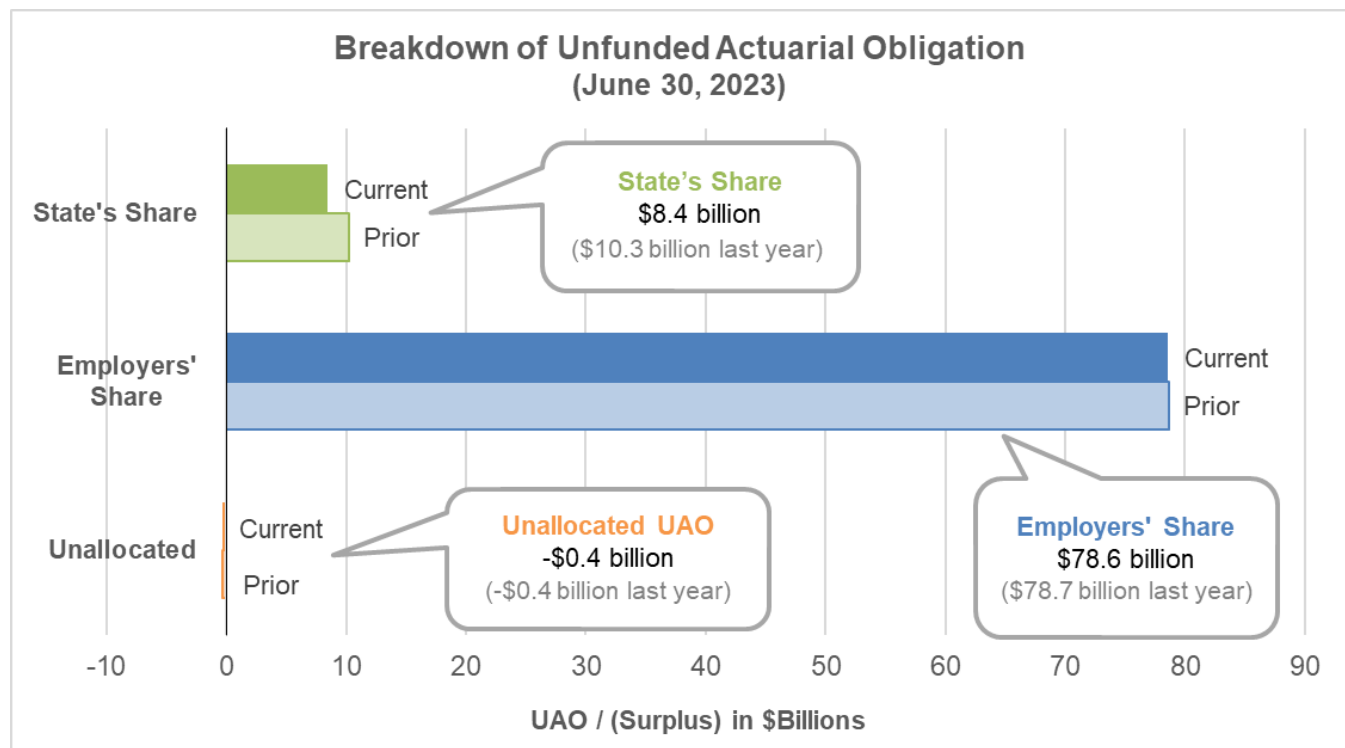 Breakdown of Unfunded Actuarial Obligation
(June 30, 2023)
State's Share
Current
Prior
State’s Share
$8.4 billion
($10.3 billion last year)
Employers'
Share
Current
Prior
Employers' Share
$78.6 billion
($78.7 billion last year)
Unallocated
Current
Prior
Unallocated UAO
-$0.4 billion
(-$0.4 billion last year)
-10 0 10 20 30 40 50 60 70 80 90
UAO / (Surplus) in $Billions